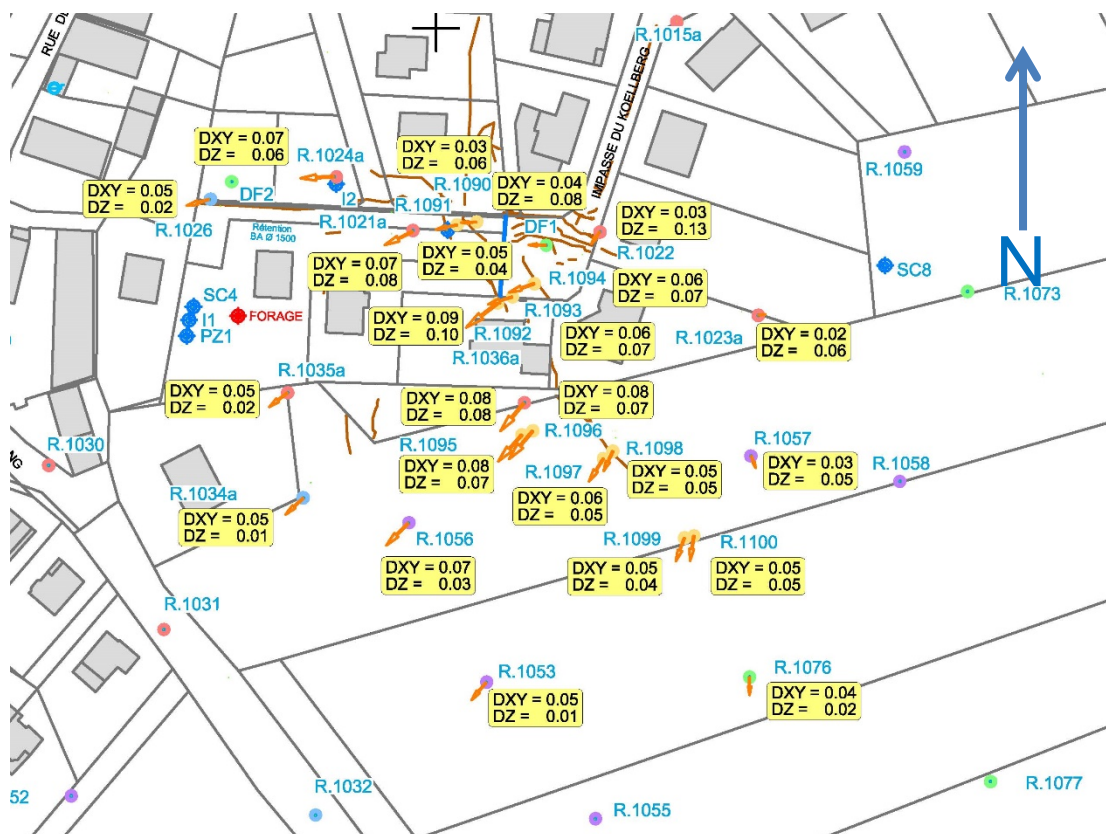 RUE DE
R.1015a
IMPASSE DU KOELLBERG
N
DXY = 0.07
DZ = 0.06
R.1024a
DXY = 0.03
DZ = 0.06
R.1059
DXY = 0.05
DZ = 0.02
DF2
I2
R.1090
DXY = 0.04
DZ = 0.08
R.1026
R.1021a
R.1091
DF1
DXY = 0.03
DZ = 0.13
Rétention
BA Ø 1500
R.1022
DXY = 0.07
DZ = 0.08
DXY = 0.05
DZ = 0.04
SC8
R.1094
DXY = 0.06
DZ = 0.07
R.1073
SC4
I1
PZ1
FORAGE
DXY = 0.09
DZ = 0.10
R.1093
R.1092
R.1036a
DXY = 0.06
DZ = 0.07
R.1023a
DXY = 0.02
DZ = 0.06
R.1035a
DXY = 0.05
DZ = 0.02
DXY = 0.08
DZ = 0.08
DXY = 0.08
DZ = 0.07
R.1030
R.1095
R.1096
R.1098
R.1057
DXY = 0.08
DZ = 0.07
R.1097
DXY = 0.05
DZ = 0.05
DXY = 0.03
DZ = 0.05
R.1058
NG
R.1034a
DXY = 0.05
DZ = 0.01
DXY = 0.06
DZ = 0.05
R.1056
R.1099
R.1100
DXY = 0.07
DZ = 0.03
DXY = 0.05
DZ = 0.04
DXY = 0.05
DZ = 0.05
R.1031
R.1053
DXY = 0.05
DZ = 0.01
R.1076
DXY = 0.04
DZ = 0.02
52
R.1032
R.1055
R.1077